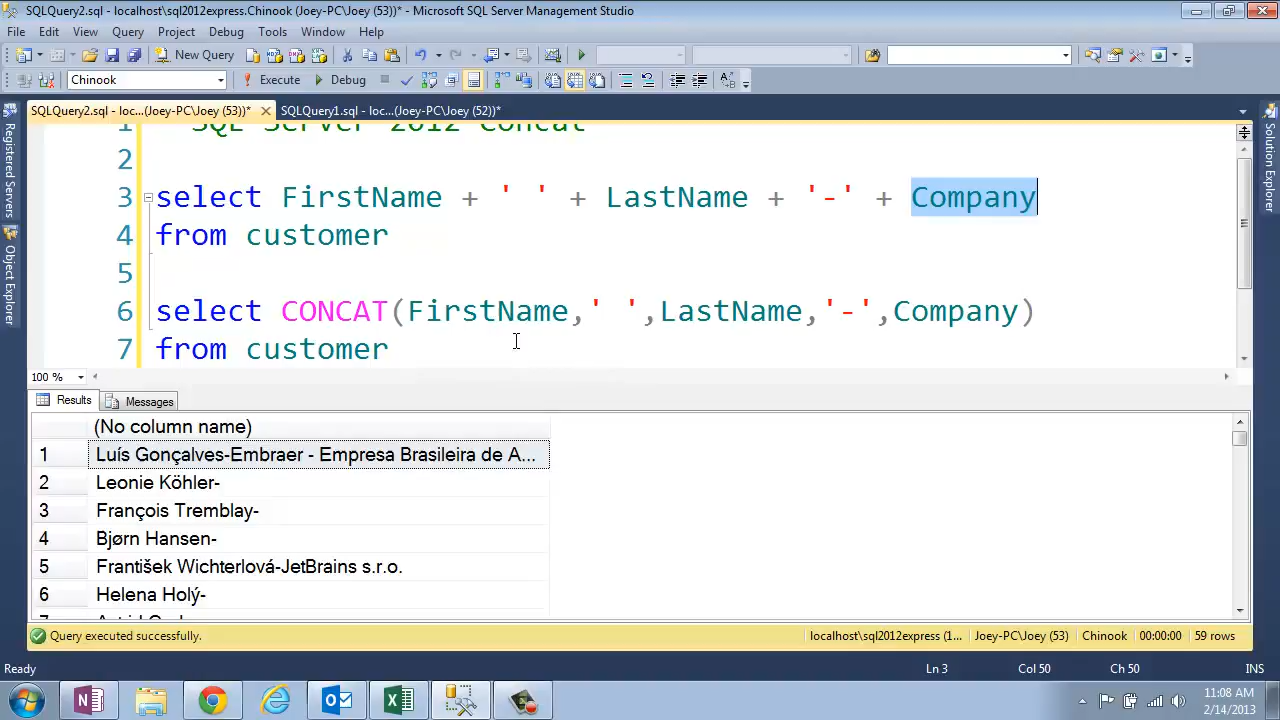 SQLQuery2.sql - localhost\sql2012express.Chinook (Joey-PC\Joey (53))* - Microsoft SQL Server Management Studio
File Edit View Query Project Debug Tools Window Help
New Query
Chinook Execute Debug
SQLQuery2.sql - loc...(Joey-PC\Joey (53))* SQLQuery1.sql - loc...(Joey-PC\Joey (52))*
Registered Servers
Object Explorer
Solution Explorer
1 SQL Server 2012 Concat
2
3 select FirstName + ' ' + LastName + '-' + Company
4 from customer
5
6 select CONCAT(FirstName,' ',LastName,'-',Company)
7 from customer
100 %
Results Messages
(No column name)
1 Luís Gonçalves-Embraer - Empresa Brasileira de A...
2 Leonie Köhler-
3 François Tremblay-
4 Bjørn Hansen-
5 František Wichterlová-JetBrains s.r.o.
6 Helena Holý-
Query executed successfully. localhost\sql2012express (1... Joey-PC\Joey (53) Chinook 00:00:00 59 rows
Ready Ln 3 Col 50 Ch 50 INS
11:08 AM
2/14/2013